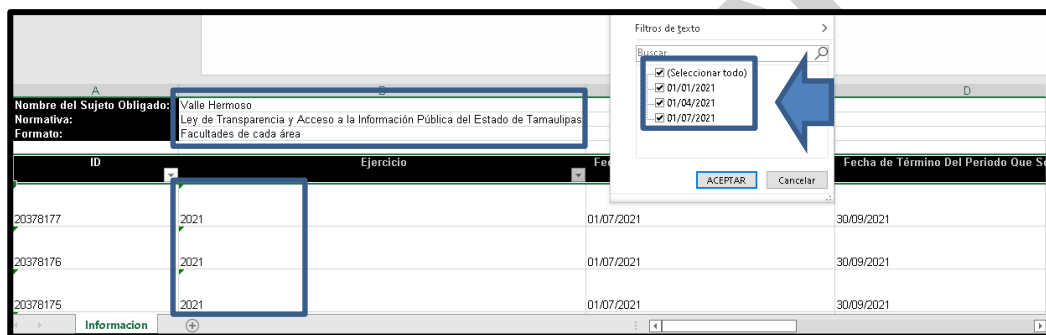 Filtros de texto
Buscar
(Seleccionar todo)
01/01/2021
01/04/2021
01/07/2021
ACEPTAR Cancelar
A B D
Nombre del Sujeto Obligado: Valle Hermoso
Normativa: Ley de Transparencia y Acceso a la Información Pública del Estado de Tamaulipas
Formato: Facultades de cada área
ID Ejercicio Fe Fecha de Término Del Periodo Que Se
20378177 2021 01/07/2021 30/09/2021
20378176 2021 01/07/2021 30/09/2021
20378175 2021 01/07/2021 30/09/2021
Informacion